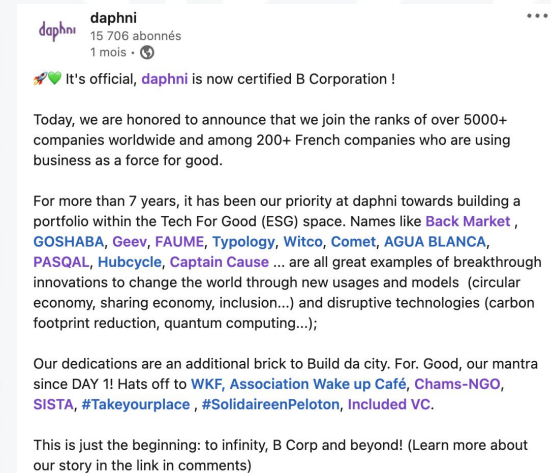 daphni
daphni
15 706 abonnés
1 mois •
🚀💚 It's official, daphni is now certified B Corporation !
Today, we are honored to announce that we join the ranks of over 5000+
companies worldwide and among 200+ French companies who are using
business as a force for good.
For more than 7 years, it has been our priority at daphni towards building a
portfolio within the Tech For Good (ESG) space. Names like Back Market ,
GOSHABA, Geev, FAUME, Typology, Witco, Comet, AGUA BLANCA,
PASQAL, Hubcycle, Captain Cause ... are all great examples of breakthrough
innovations to change the world through new usages and models  (circular
economy, sharing economy, inclusion...) and disruptive technologies (carbon
footprint reduction, quantum computing...);
Our dedications are an additional brick to Build da city. For. Good, our mantra
since DAY 1! Hats off to WKF, Association Wake up Café, Chams-NGO,
SISTA, #Takeyourplace , #SolidaireenPeloton, Included VC.
This is just the beginning: to infinity, B Corp and beyond! (Learn more about
our story in the link in comments)